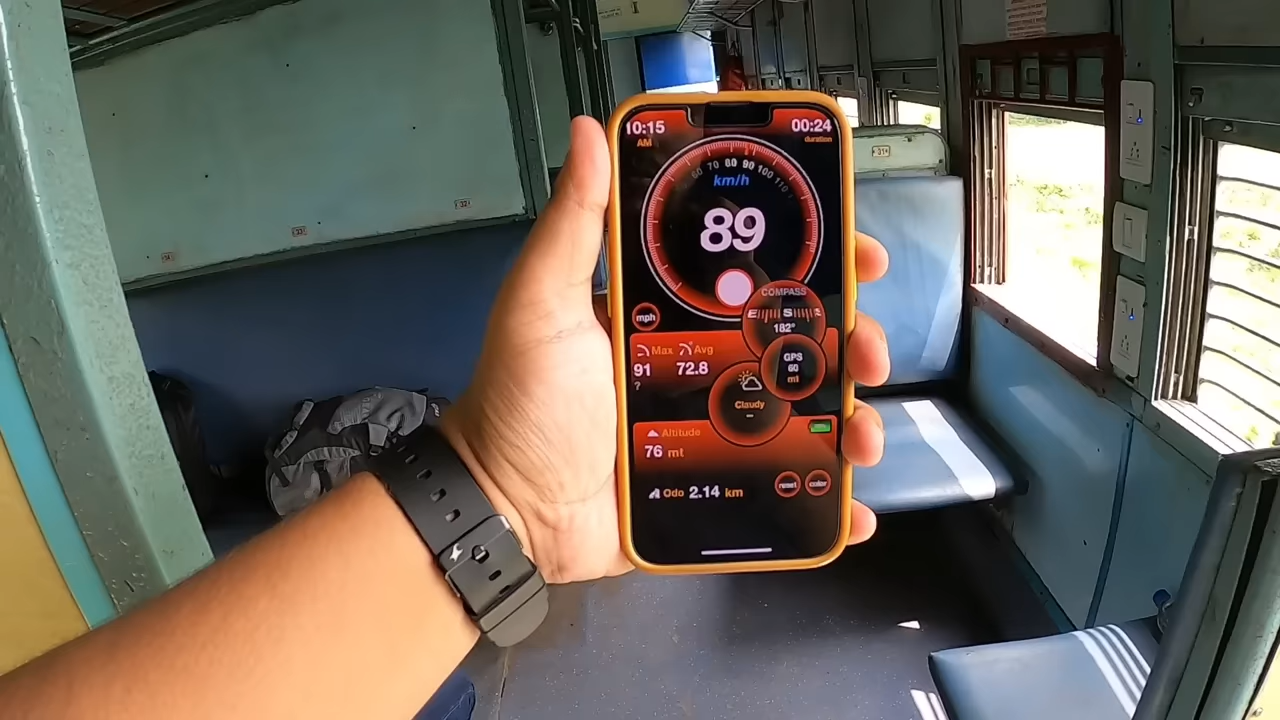 10:15
AM
00:24
duration
60 70 80 90 100 110
km/h
89
mph
COMPASS
E S
182°
Max Avg
91 72.8
?
GPS
60
mt
Claudy
--
Altitude
76 mt
Odo 2.14 km
reset color